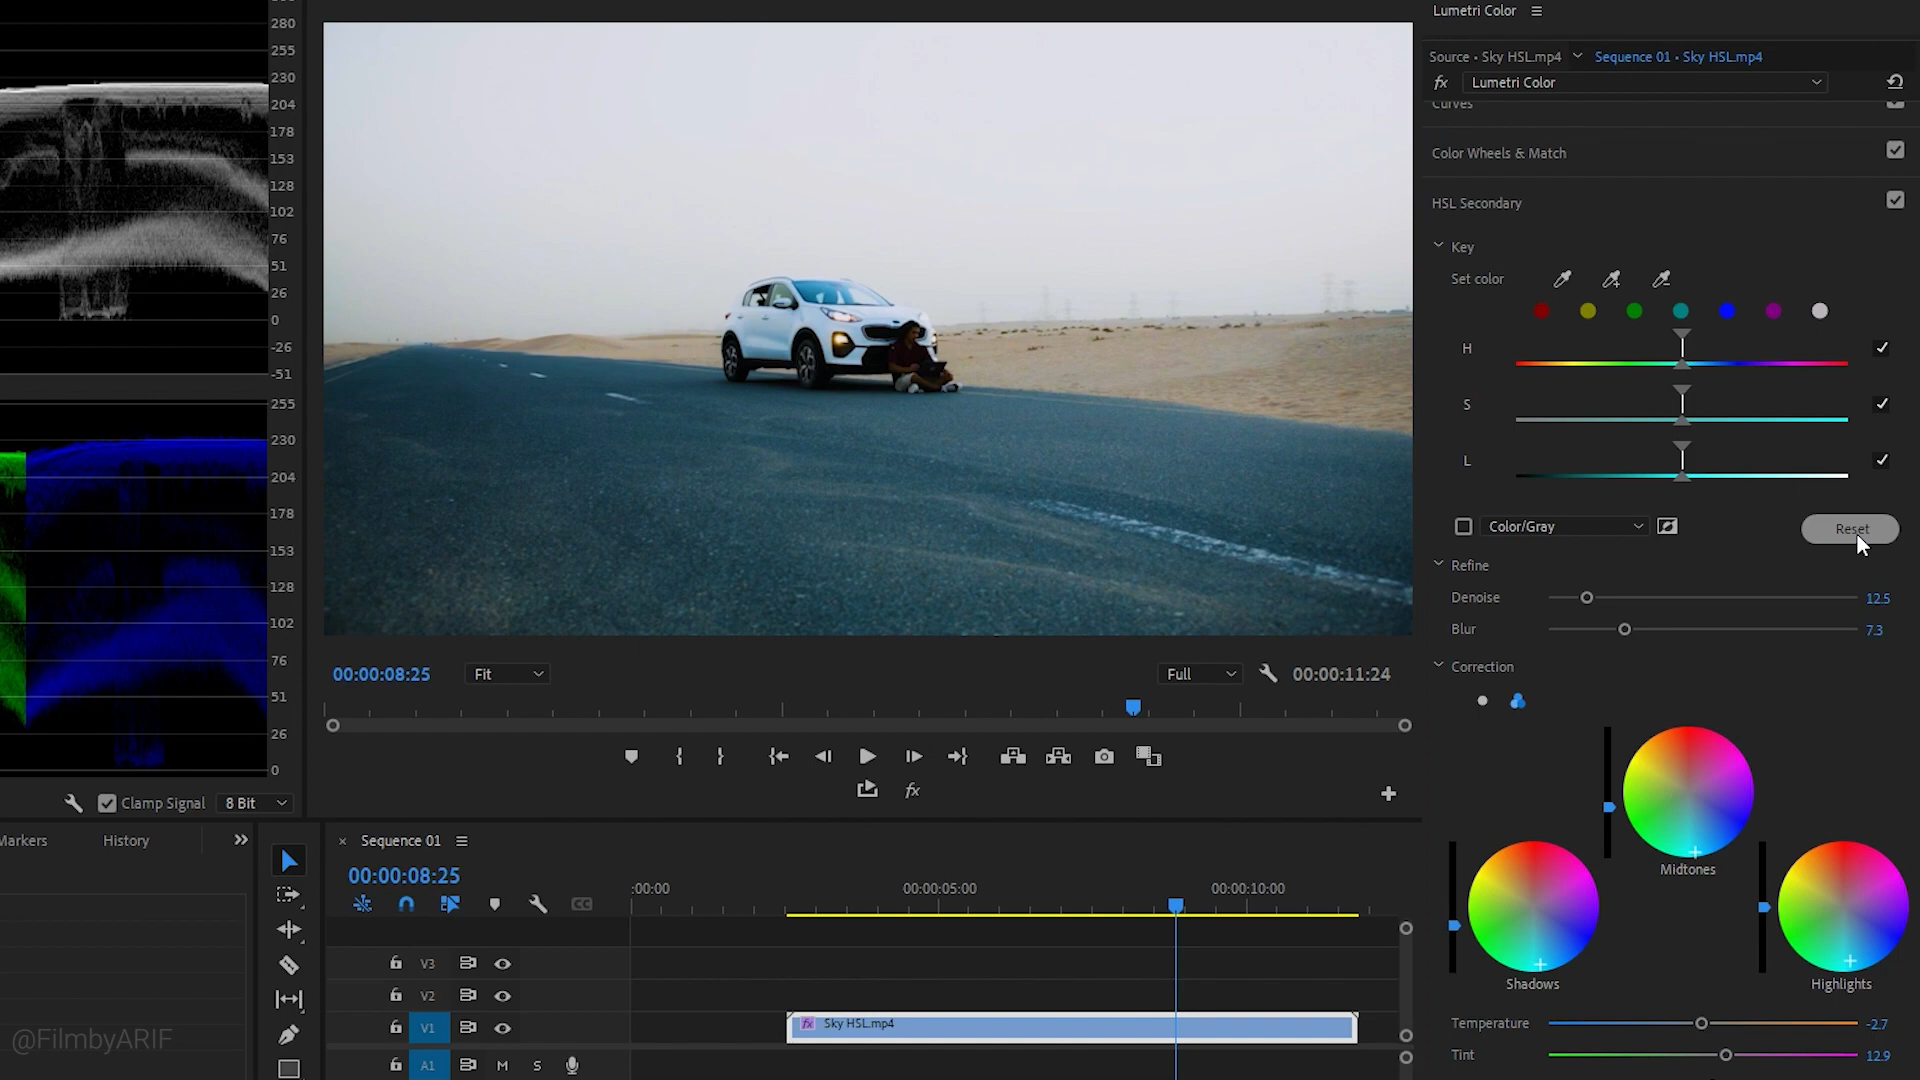 280
255
230
204
178
153
128
102
76
51
26
0
-26
-51
255
230
204
178
153
128
102
76
51
26
0
Clamp Signal
8 Bit
Markers
History
@FilmbyARIF
00:00:08:25
Fit
Full
00:00:11:24
Sequence 01
00:00:08:25
:00:00
00:00:05:00
00:00:10:00
CC
V3
V2
V1
fx Sky HSL.mp4
A1
M
S
fx
Lumetri Color
Source • Sky HSL.mp4
Sequence 01 • Sky HSL.mp4
fx
Lumetri Color
Curves
Color Wheels & Match
HSL Secondary
Key
Set color
H
S
L
Color/Gray
Reset
Refine
Denoise
12.5
Blur
7.3
Correction
Midtones
Shadows
Highlights
Temperature
-2.7
Tint
12.9